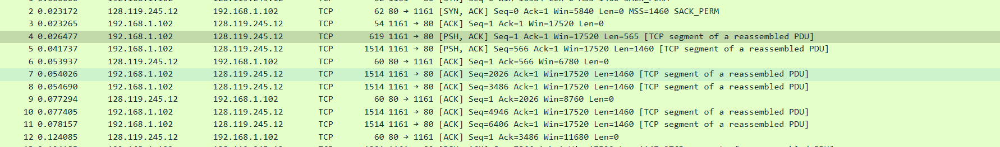 2 0.023172 128.119.245.12 192.168.1.102 TCP 62 80 → 1161 [SYN, ACK] Seq=0 Ack=1 Win=5840 Len=0 MSS=1460 SACK_PERM
3 0.023265 192.168.1.102 128.119.245.12 TCP 54 1161 → 80 [ACK] Seq=1 Ack=1 Win=17520 Len=0
4 0.026477 192.168.1.102 128.119.245.12 TCP 619 1161 → 80 [PSH, ACK] Seq=1 Ack=1 Win=17520 Len=565 [TCP segment of a reassembled PDU]
5 0.041737 192.168.1.102 128.119.245.12 TCP 1514 1161 → 80 [PSH, ACK] Seq=566 Ack=1 Win=17520 Len=1460 [TCP segment of a reassembled PDU]
6 0.053937 128.119.245.12 192.168.1.102 TCP 60 80 → 1161 [ACK] Seq=1 Ack=566 Win=6780 Len=0
7 0.054026 192.168.1.102 128.119.245.12 TCP 1514 1161 → 80 [ACK] Seq=2026 Ack=1 Win=17520 Len=1460 [TCP segment of a reassembled PDU]
8 0.054690 192.168.1.102 128.119.245.12 TCP 1514 1161 → 80 [ACK] Seq=3486 Ack=1 Win=17520 Len=1460 [TCP segment of a reassembled PDU]
9 0.077294 128.119.245.12 192.168.1.102 TCP 60 80 → 1161 [ACK] Seq=1 Ack=2026 Win=8760 Len=0
10 0.077405 192.168.1.102 128.119.245.12 TCP 1514 1161 → 80 [ACK] Seq=4946 Ack=1 Win=17520 Len=1460 [TCP segment of a reassembled PDU]
11 0.078157 192.168.1.102 128.119.245.12 TCP 1514 1161 → 80 [ACK] Seq=6406 Ack=1 Win=17520 Len=1460 [TCP segment of a reassembled PDU]
12 0.124085 128.119.245.12 192.168.1.102 TCP 60 80 → 1161 [ACK] Seq=1 Ack=3486 Win=11680 Len=0